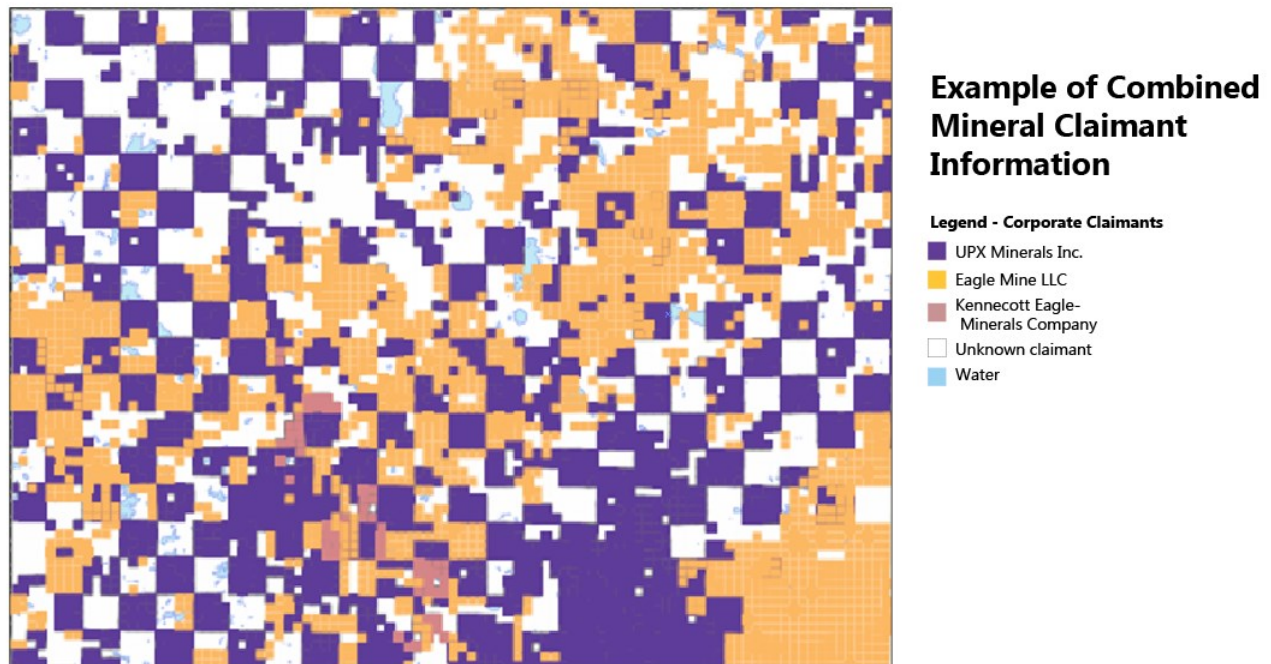 Example of Combined
Mineral Claimant
Information
Legend - Corporate Claimants
UPX Minerals Inc.
Eagle Mine LLC
Kennecott Eagle-
Minerals Company
Unknown claimant
Water